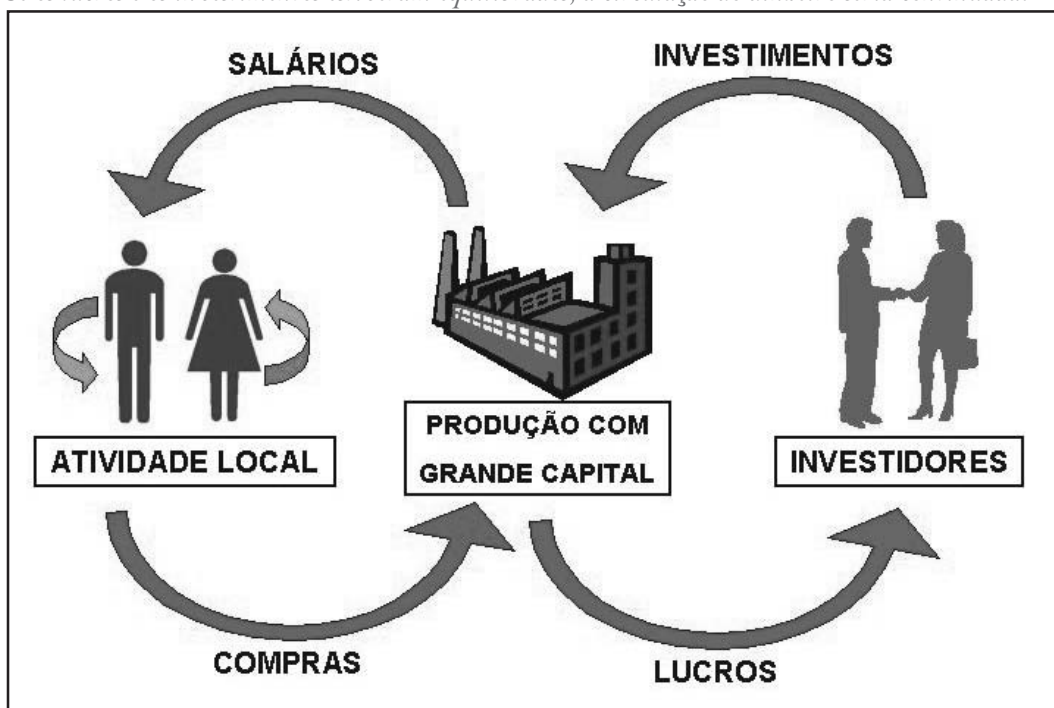 SALÁRIOS
INVESTIMENTOS
ATIVIDADE LOCAL
PRODUÇÃO COM
GRANDE CAPITAL
INVESTIDORES
COMPRAS
LUCROS